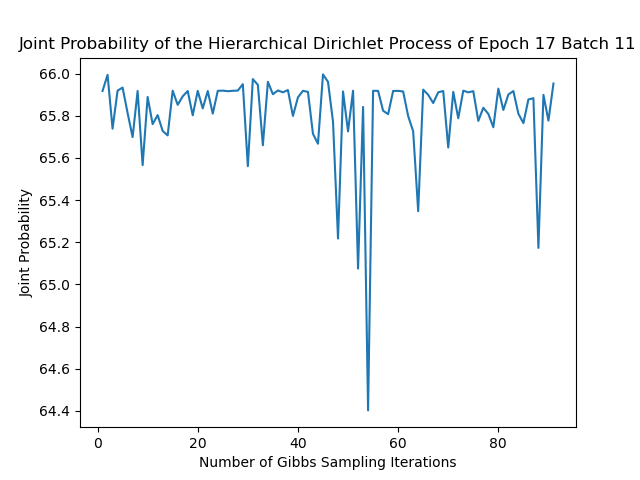 Joint Probability of the Hierarchical Dirichlet Process of Epoch 17 Batch 11
66.0
65.8
65.6
65.4
65.2
65.0
64.8
64.6
64.4
Joint Probability
0 20 40 60 80
Number of Gibbs Sampling Iterations